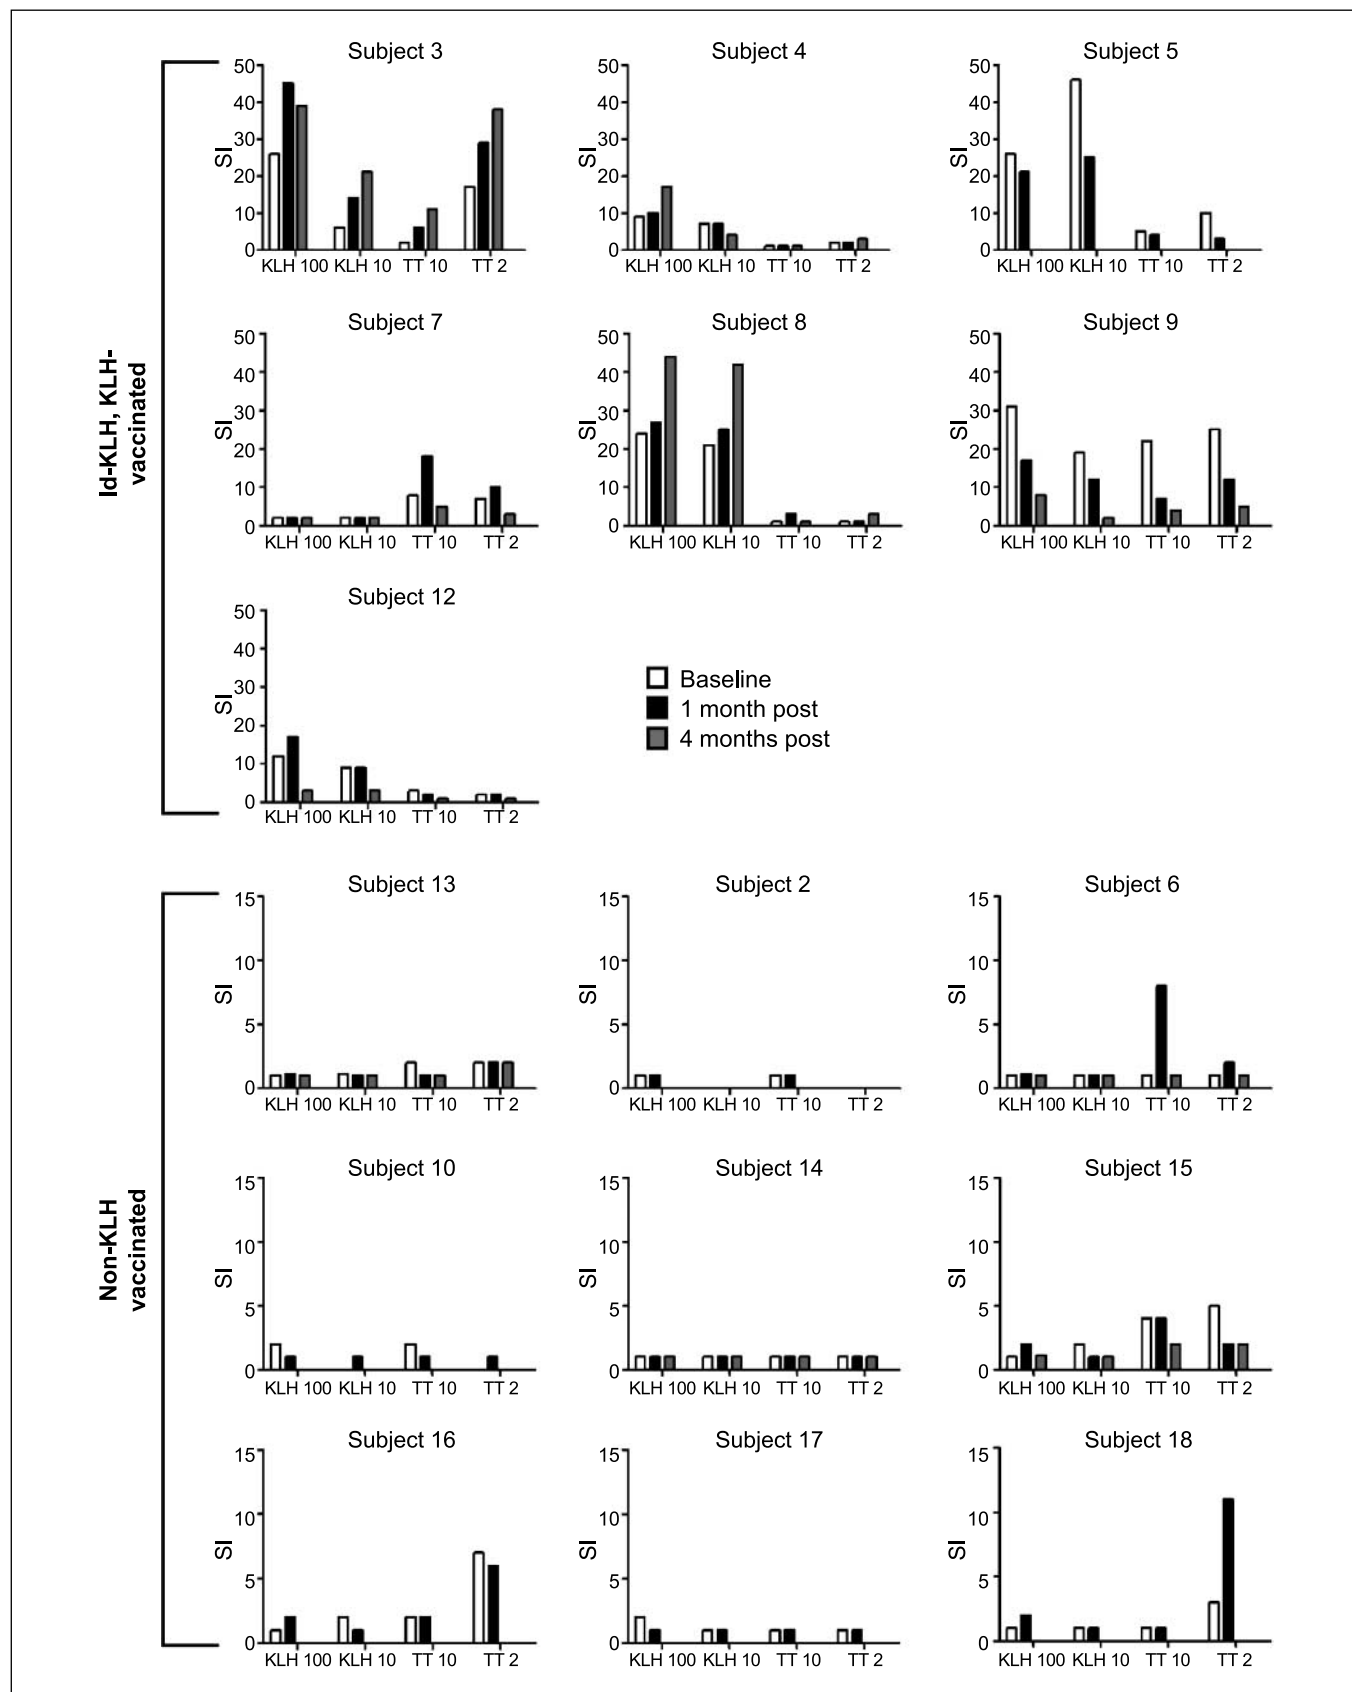 Id-KLH, KLH-
vaccinated
Subject 3
50
40
30
20
10
0
SI
KLH 100 KLH 10 TT 10 TT 2
Subject 4
50
40
30
20
10
0
SI
KLH 100 KLH 10 TT 10 TT 2
Subject 5
50
40
30
20
10
0
SI
KLH 100 KLH 10 TT 10 TT 2
Subject 7
50
40
30
20
10
0
SI
KLH 100 KLH 10 TT 10 TT 2
Subject 8
50
40
30
20
10
0
SI
KLH 100 KLH 10 TT 10 TT 2
Subject 9
50
40
30
20
10
0
SI
KLH 100 KLH 10 TT 10 TT 2
Subject 12
50
40
30
20
10
0
SI
KLH 100 KLH 10 TT 10 TT 2
Baseline
1 month post
4 months post
Non-KLH
vaccinated
Subject 13
15
10
5
0
SI
KLH 100 KLH 10 TT 10 TT 2
Subject 2
15
10
5
0
SI
KLH 100 KLH 10 TT 10 TT 2
Subject 6
15
10
5
0
SI
KLH 100 KLH 10 TT 10 TT 2
Subject 10
15
10
5
0
SI
KLH 100 KLH 10 TT 10 TT 2
Subject 14
15
10
5
0
SI
KLH 100 KLH 10 TT 10 TT 2
Subject 15
15
10
5
0
SI
KLH 100 KLH 10 TT 10 TT 2
Subject 16
15
10
5
0
SI
KLH 100 KLH 10 TT 10 TT 2
Subject 17
15
10
5
0
SI
KLH 100 KLH 10 TT 10 TT 2
Subject 18
15
10
5
0
SI
KLH 100 KLH 10 TT 10 TT 2